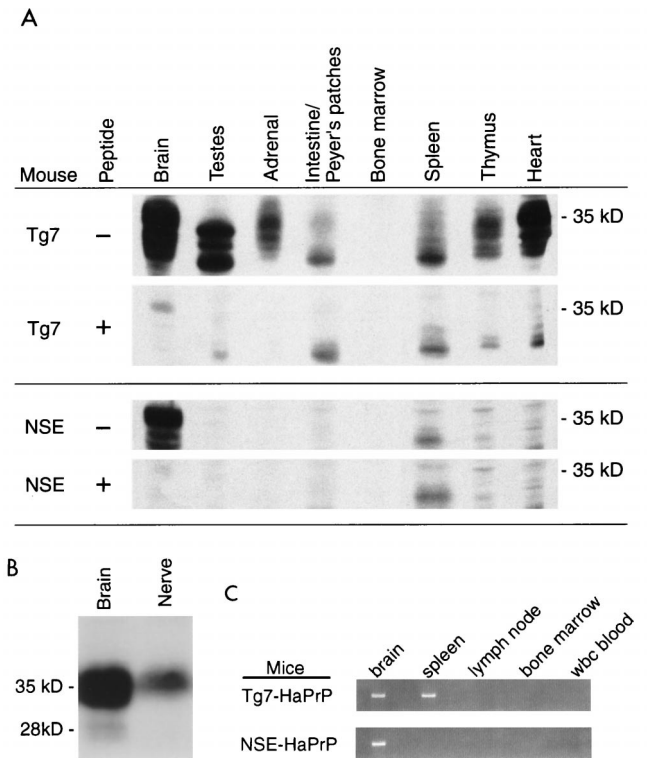 A
Mouse Peptide Brain Testes Adrenal Intestine/ Peyer's patches Bone marrow Spleen Thymus Heart
Tg7 – - 35 kD
Tg7 + - 35 kD
NSE – - 35 kD
NSE + - 35 kD
B
Brain Nerve
35 kD -
28kD -
C
Mice brain spleen lymph node bone marrow wbc blood
Tg7-HaPrP
NSE-HaPrP